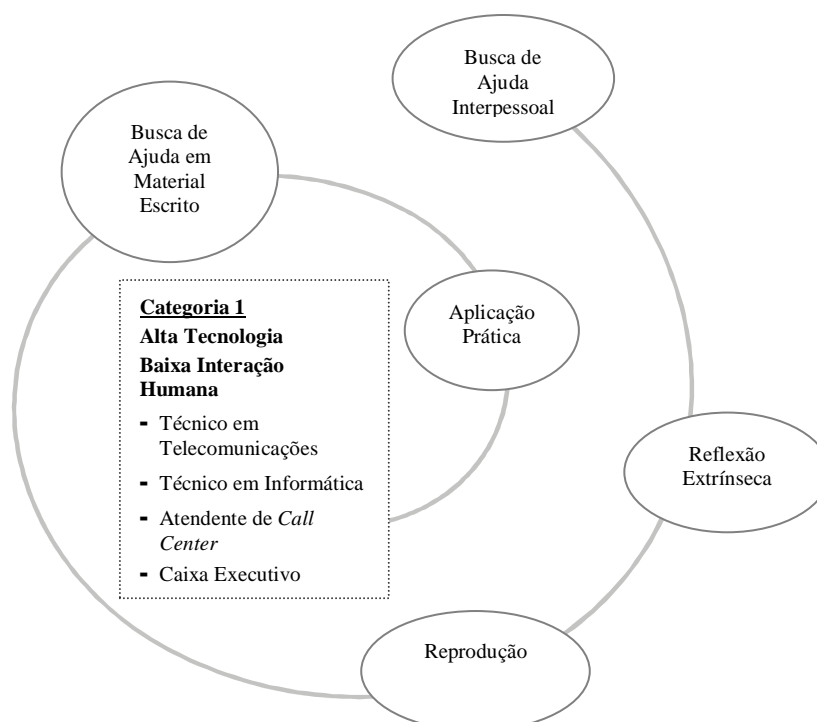 Busca de
Ajuda
Interpessoal
Busca de
Ajuda em
Material
Escrito
Categoria 1
Alta Tecnologia
Baixa Interação
Humana
- Técnico em
Telecomunicações
- Técnico em Informática
- Atendente de Call
Center
- Caixa Executivo
Aplicação
Prática
Reflexão
Extrínseca
Reprodução